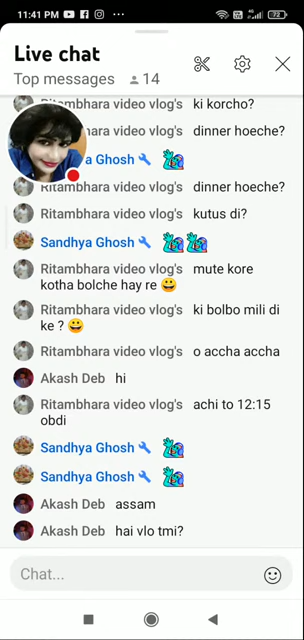 11:41 PM
72
Live chat
Top messages 14
Ritambhara video vlog's ki korcho?
dinner hoeche?
a Ghosh
Ritambhara video vlog's dinner hoeche?
Ritambhara video vlog's kutus di?
Sandhya Ghosh
Ritambhara video vlog's mute kore
kotha bolche hay re 😀
Ritambhara video vlog's ki bolbo mili di
ke ? 😀
Ritambhara video vlog's o accha accha
Akash Deb hi
Ritambhara video vlog's achi to 12:15
obdi
Sandhya Ghosh
Sandhya Ghosh
Akash Deb assam
Akash Deb hai vlo tmi?
Chat...